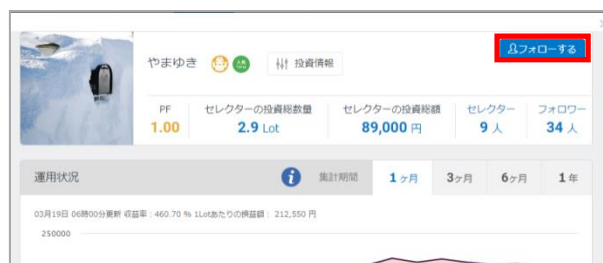 フォローする
やまゆき
投資情報
PF
1.00
セレクターの投資総数量
2.9 Lot
セレクターの投資総額
89,000 円
セレクター
9 人
フォロワー
34 人
運用状況
集計期間
1 ヶ月
3ヶ月
6ヶ月
1 年
03月19日 06時00分更新 収益率 : 460.70 % 1Lotあたりの損益額 : 212,550 円
250000